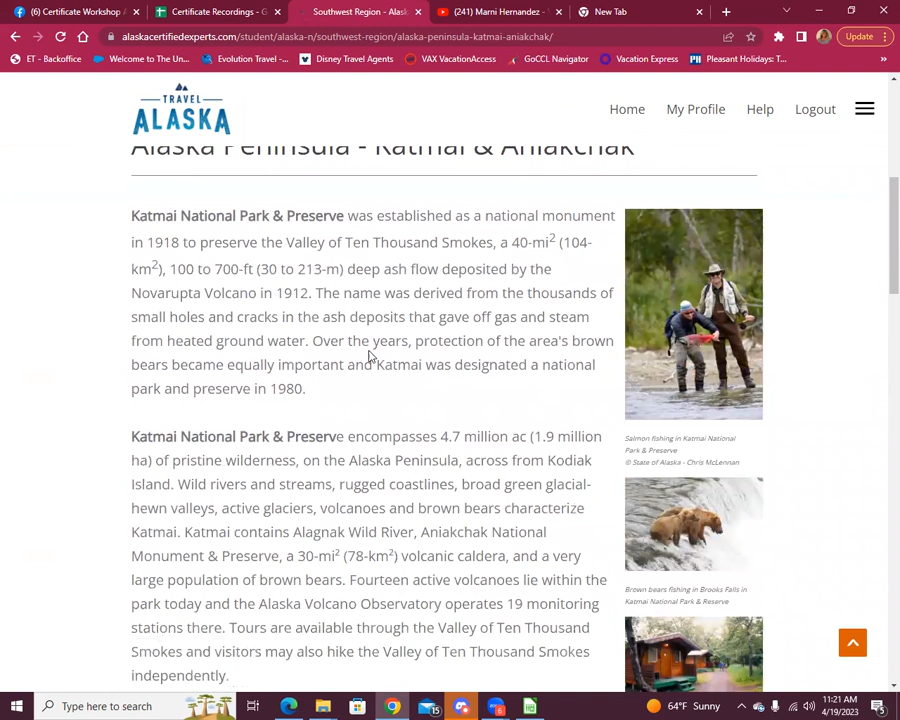 (6) Certificate Workshop
Certificate Recordings - G
Southwest Region - Alask
(241) Marni Hernandez -
New Tab
alaskacertifiedexperts.com/student/alaska-n/southwest-region/alaska-peninsula-katmai-aniakchak/
Update
ET - Backoffice
Welcome to The Un...
Evolution Travel -...
Disney Travel Agents
VAX VacationAccess
GoCCL Navigator
Vacation Express
Pleasant Holidays: T...
TRAVEL
ALASKA
Home
My Profile
Help
Logout
Alaska Peninsula - Katmai & Aniakchak
Katmai National Park & Preserve was established as a national monument
in 1918 to preserve the Valley of Ten Thousand Smokes, a 40-mi² (104-
km²), 100 to 700-ft (30 to 213-m) deep ash flow deposited by the
Novarupta Volcano in 1912. The name was derived from the thousands of
small holes and cracks in the ash deposits that gave off gas and steam
from heated ground water. Over the years, protection of the area's brown
bears became equally important and Katmai was designated a national
park and preserve in 1980.
Katmai National Park & Preserve encompasses 4.7 million ac (1.9 million
ha) of pristine wilderness, on the Alaska Peninsula, across from Kodiak
Island. Wild rivers and streams, rugged coastlines, broad green glacial-
hewn valleys, active glaciers, volcanoes and brown bears characterize
Katmai. Katmai contains Alagnak Wild River, Aniakchak National
Monument & Preserve, a 30-mi² (78-km²) volcanic caldera, and a very
large population of brown bears. Fourteen active volcanoes lie within the
park today and the Alaska Volcano Observatory operates 19 monitoring
stations there. Tours are available through the Valley of Ten Thousand
Smokes and visitors may also hike the Valley of Ten Thousand Smokes
independently.
Salmon fishing in Katmai National
Park & Preserve
© State of Alaska - Chris McLennan
Brown bears fishing in Brooks Falls in
Katmai National Park & Reserve
Type here to search
15
6
64°F Sunny
11:21 AM
4/19/2023
5